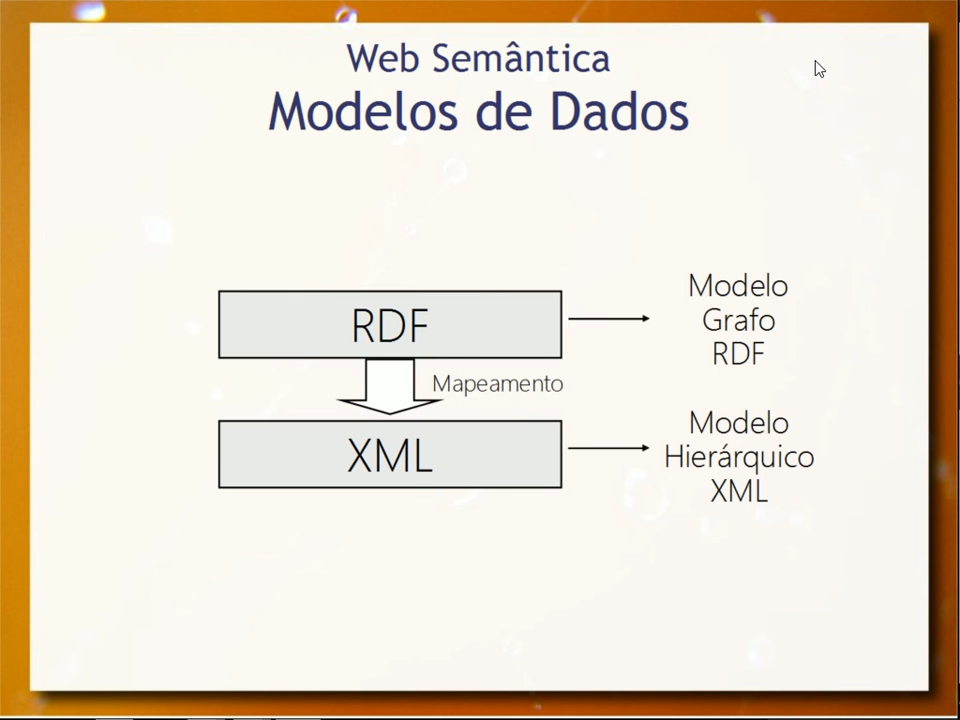 Web Semântica
Modelos de Dados
RDF
Modelo
Grafo
RDF
Mapeamento
XML
Modelo
Hierárquico
XML